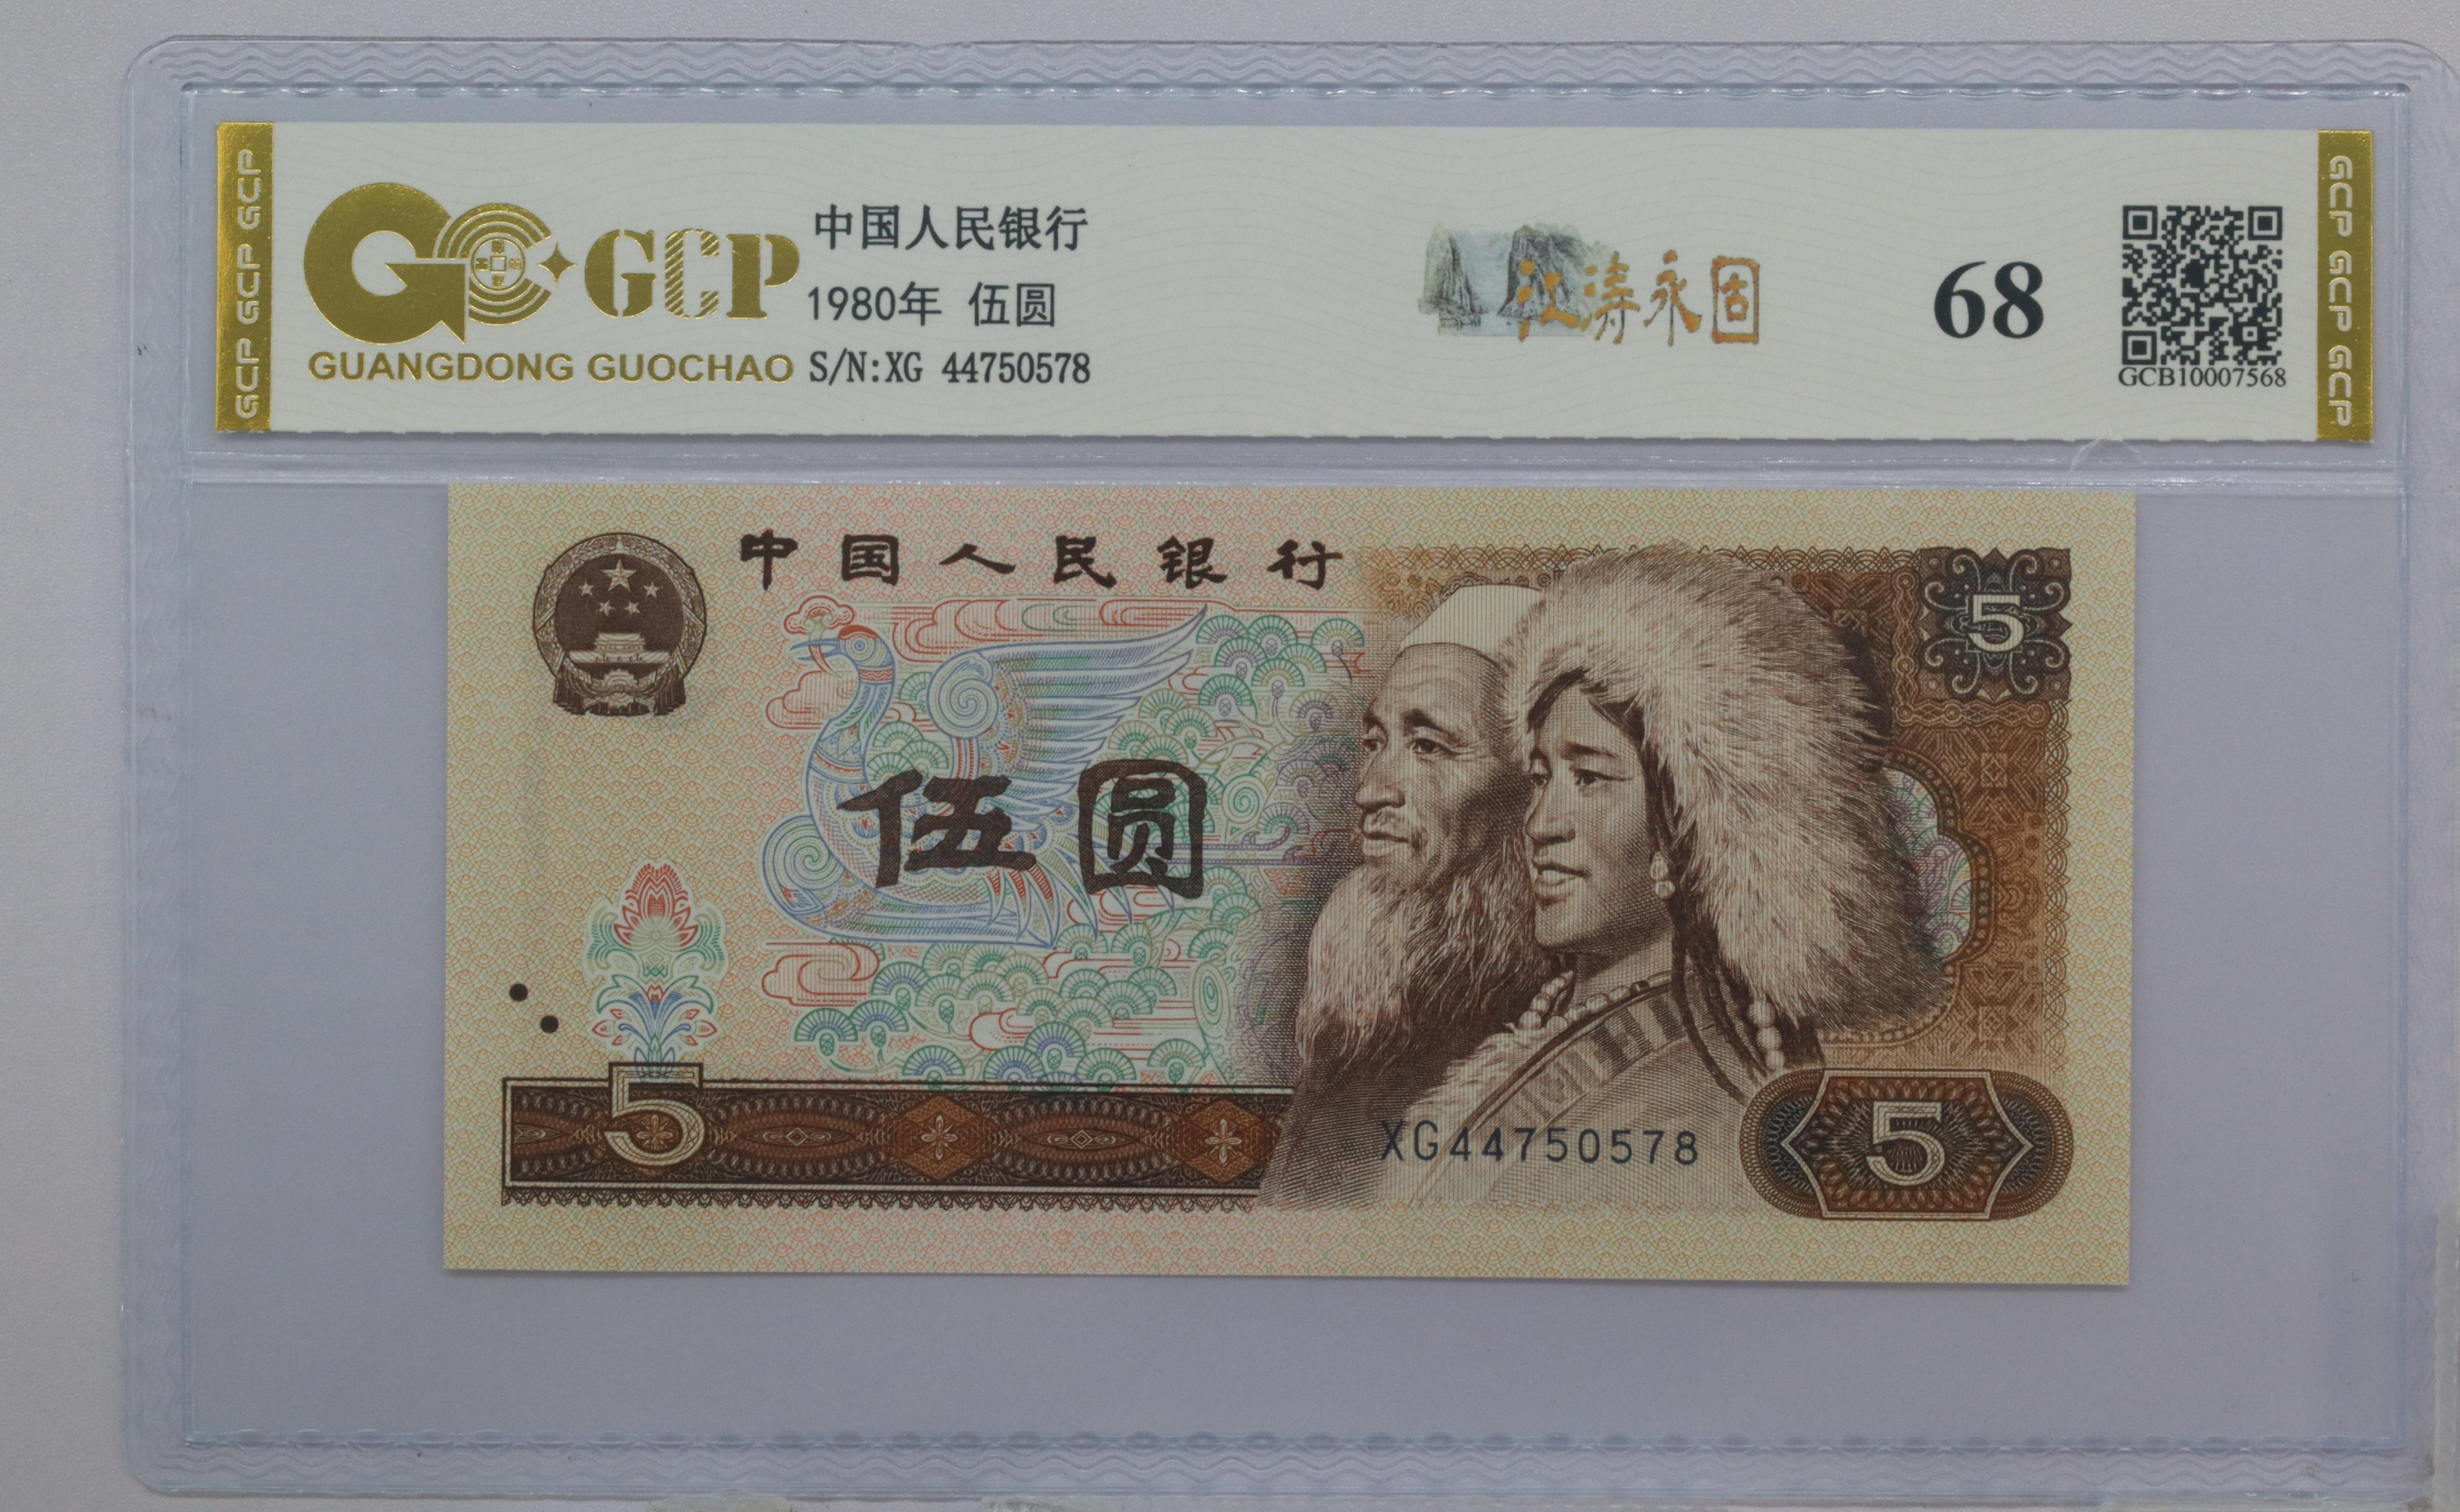 GCP GCP GCP
GCP
GUANGDONG GUOCHAO
中国人民银行
1980年 伍圆
S/N:XG 44750578
江涛永固
68
GCB10007568
GCP GCP GCP
中国人民银行
5
伍圆
5
XG44750578
5